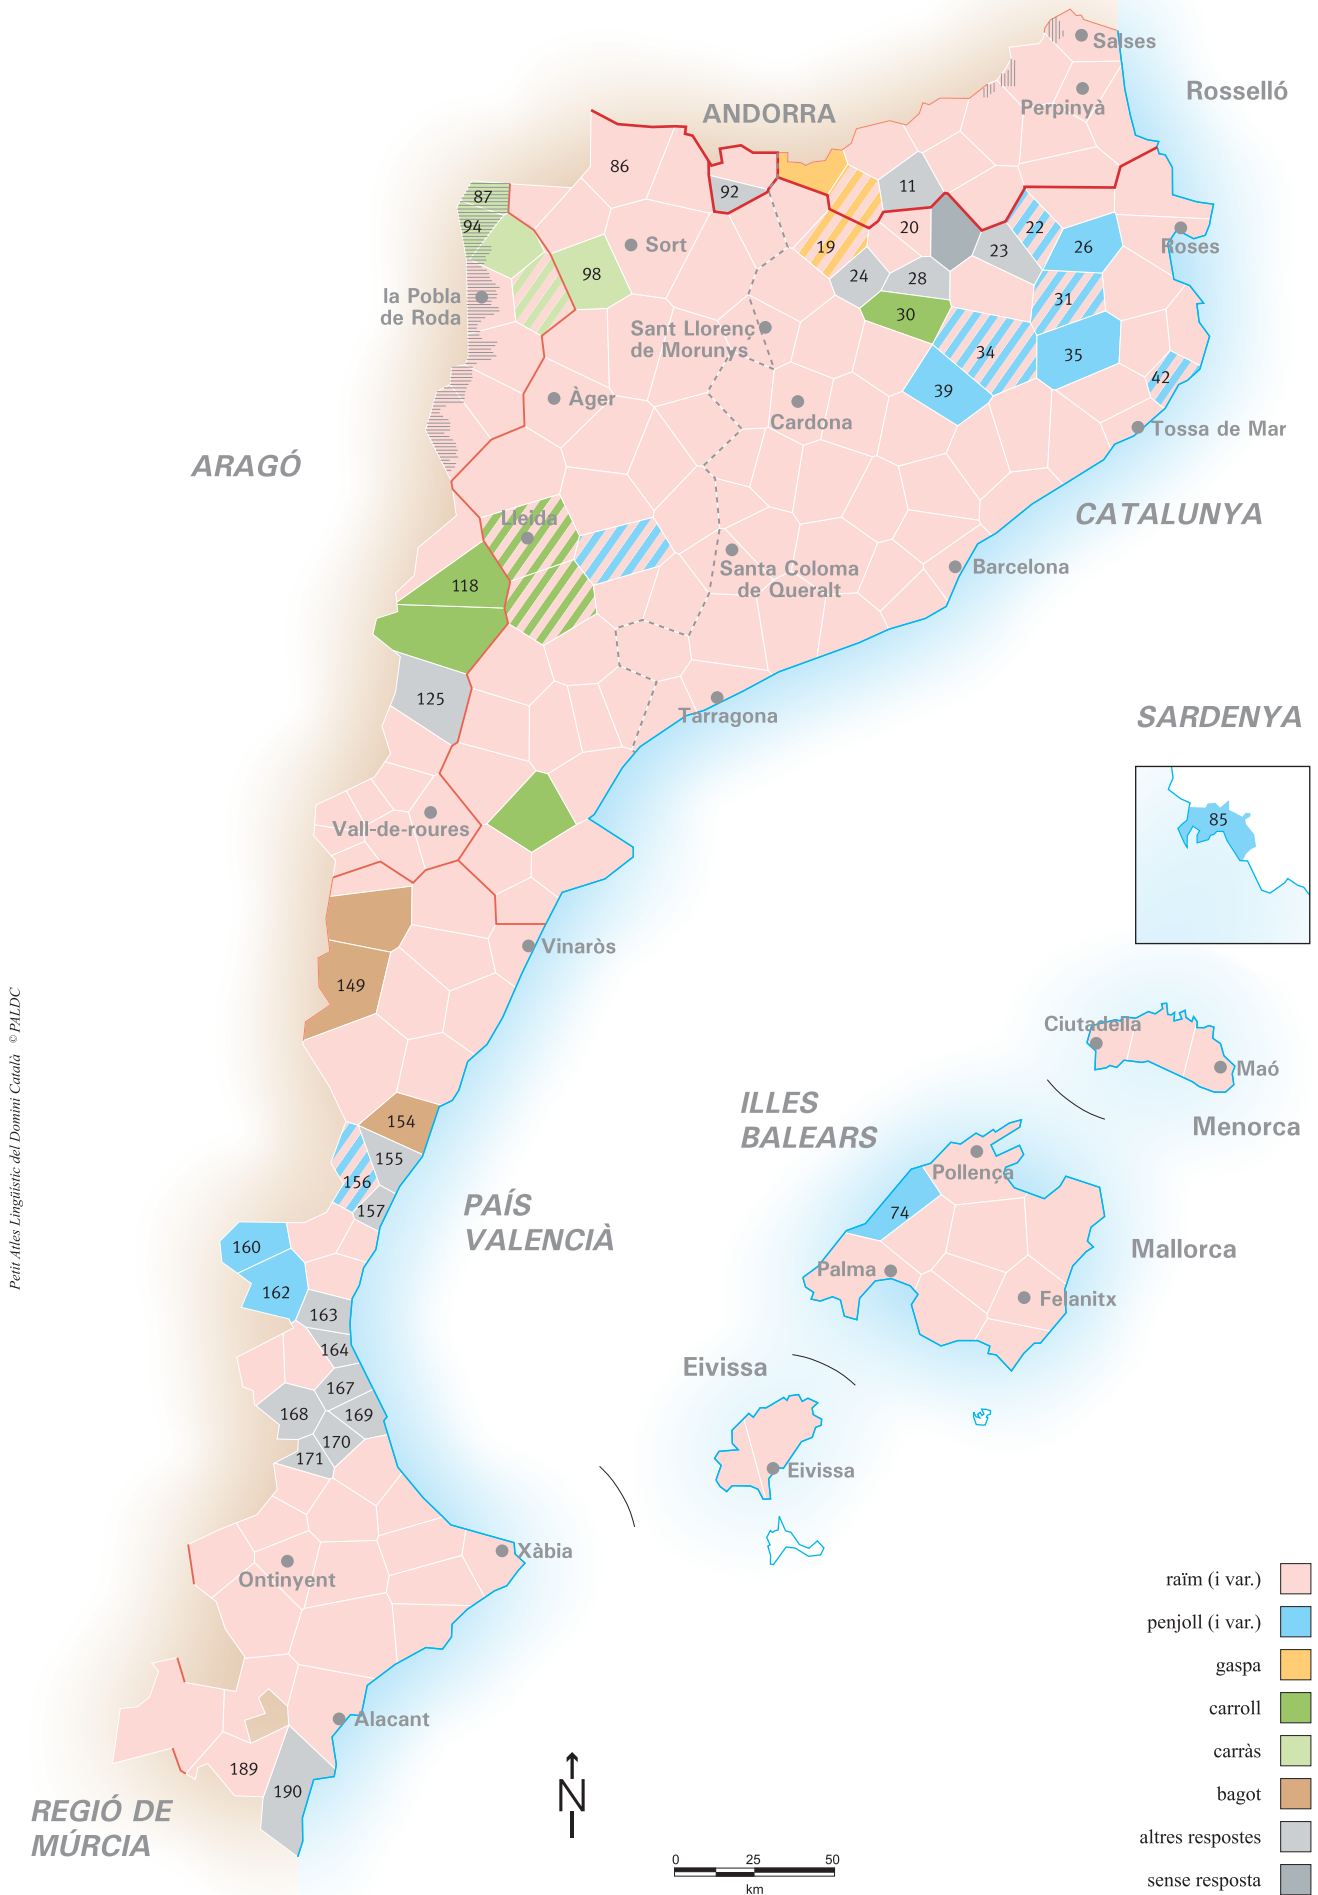 Salses
Rosselló
Perpinyà
ANDORRA
86
92
11
87
94
Sort
98
19
20
22
23
26
Roses
24
28
30
31
la Pobla
de Roda
Sant Llorenç
de Morunys
34
35
39
42
Àger
Cardona
Tossa de Mar
ARAGÓ
CATALUNYA
Lleida
Santa Coloma
de Queralt
Barcelona
118
125
Tarragona
SARDENYA
85
Vall-de-roures
Vinaròs
149
Ciutadella
Maó
Menorca
ILLES
BALEARS
154
155
156
157
Pollença
PAÍS
VALENCIÀ
74
Mallorca
Palma
Felanitx
160
162
163
164
167
168
169
170
171
Eivissa
Eivissa
Xàbia
Ontinyent
Alacant
189
190
REGIÓ DE
MÚRCIA
Petit Atles Lingüístic del Domini Català © PALDC
N
0 25 50
km
raïm (i var.)
penjoll (i var.)
gaspa
carroll
carràs
bagot
altres respostes
sense resposta